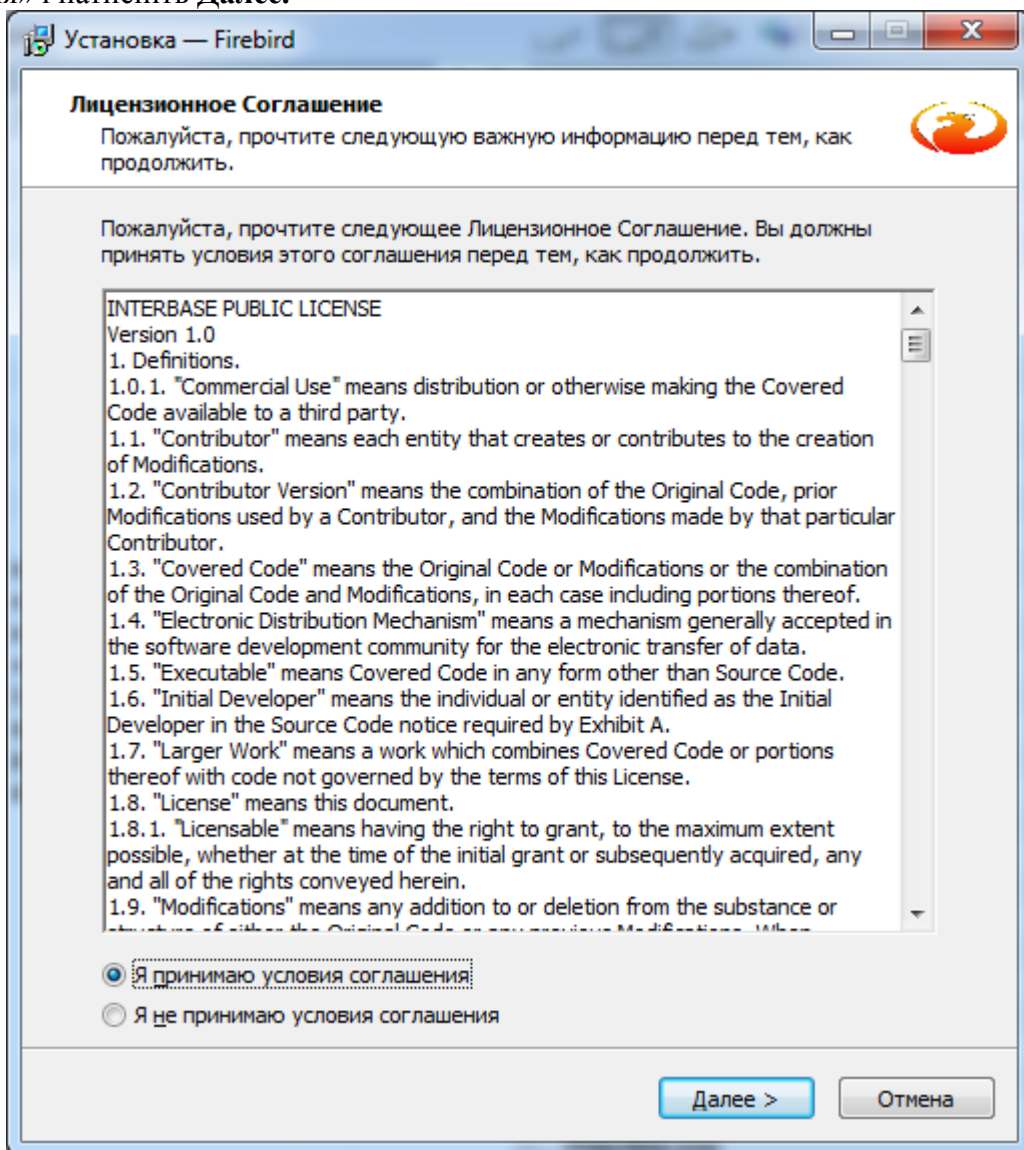 я» і натисніть Далее.
Установка — Firebird
Лицензионное Соглашение
Пожалуйста, прочтите следующую важную информацию перед тем, как
продолжить.
Пожалуйста, прочтите следующее Лицензионное Соглашение. Вы должны
принять условия этого соглашения перед тем, как продолжить.
INTERBASE PUBLIC LICENSE
Version 1.0
1. Definitions.
1.0.1. "Commercial Use" means distribution or otherwise making the Covered
Code available to a third party.
1.1. "Contributor" means each entity that creates or contributes to the creation
of Modifications.
1.2. "Contributor Version" means the combination of the Original Code, prior
Modifications used by a Contributor, and the Modifications made by that particular
Contributor.
1.3. "Covered Code" means the Original Code or Modifications or the combination
of the Original Code and Modifications, in each case including portions thereof.
1.4. "Electronic Distribution Mechanism" means a mechanism generally accepted in
the software development community for the electronic transfer of data.
1.5. "Executable" means Covered Code in any form other than Source Code.
1.6. "Initial Developer" means the individual or entity identified as the Initial
Developer in the Source Code notice required by Exhibit A.
1.7. "Larger Work" means a work which combines Covered Code or portions
thereof with code not governed by the terms of this License.
1.8. "License" means this document.
1.8.1. "Licensable" means having the right to grant, to the maximum extent
possible, whether at the time of the initial grant or subsequently acquired, any
and all of the rights conveyed herein.
1.9. "Modifications" means any addition to or deletion from the substance or
structure of either the Original Code or any previous Modifications. When
Я принимаю условия соглашения
Я не принимаю условия соглашения
Далее >
Отмена